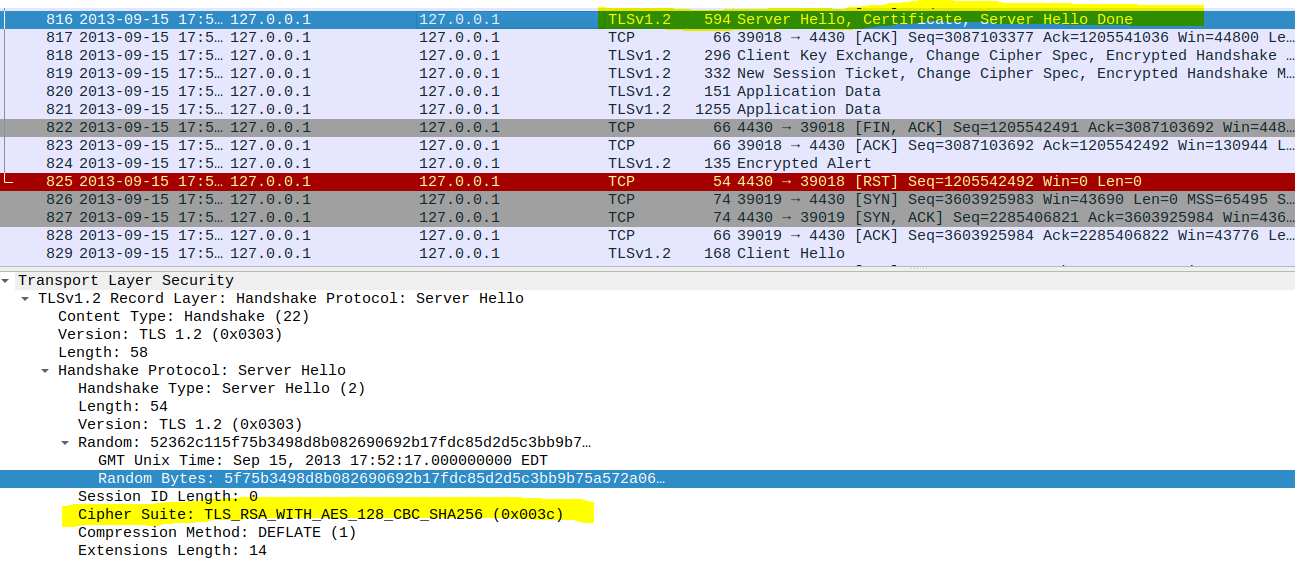 816 2013-09-15 17:5… 127.0.0.1 127.0.0.1 TLSv1.2 594 Server Hello, Certificate, Server Hello Done
817 2013-09-15 17:5… 127.0.0.1 127.0.0.1 TCP 66 39018 → 4430 [ACK] Seq=3087103377 Ack=1205541036 Win=44800 Le…
818 2013-09-15 17:5… 127.0.0.1 127.0.0.1 TLSv1.2 296 Client Key Exchange, Change Cipher Spec, Encrypted Handshake …
819 2013-09-15 17:5… 127.0.0.1 127.0.0.1 TLSv1.2 332 New Session Ticket, Change Cipher Spec, Encrypted Handshake M…
820 2013-09-15 17:5… 127.0.0.1 127.0.0.1 TLSv1.2 151 Application Data
821 2013-09-15 17:5… 127.0.0.1 127.0.0.1 TLSv1.2 1255 Application Data
822 2013-09-15 17:5… 127.0.0.1 127.0.0.1 TCP 66 4430 → 39018 [FIN, ACK] Seq=1205542491 Ack=3087103692 Win=448…
823 2013-09-15 17:5… 127.0.0.1 127.0.0.1 TCP 66 39018 → 4430 [ACK] Seq=3087103692 Ack=1205542492 Win=130944 L…
824 2013-09-15 17:5… 127.0.0.1 127.0.0.1 TLSv1.2 135 Encrypted Alert
825 2013-09-15 17:5… 127.0.0.1 127.0.0.1 TCP 54 4430 → 39018 [RST] Seq=1205542492 Win=0 Len=0
826 2013-09-15 17:5… 127.0.0.1 127.0.0.1 TCP 74 39019 → 4430 [SYN] Seq=3603925983 Win=43690 Len=0 MSS=65495 S…
827 2013-09-15 17:5… 127.0.0.1 127.0.0.1 TCP 74 4430 → 39019 [SYN, ACK] Seq=2285406821 Ack=3603925984 Win=436…
828 2013-09-15 17:5… 127.0.0.1 127.0.0.1 TCP 66 39019 → 4430 [ACK] Seq=3603925984 Ack=2285406822 Win=43776 Le…
829 2013-09-15 17:5… 127.0.0.1 127.0.0.1 TLSv1.2 168 Client Hello
Transport Layer Security
TLSv1.2 Record Layer: Handshake Protocol: Server Hello
Content Type: Handshake (22)
Version: TLS 1.2 (0x0303)
Length: 58
Handshake Protocol: Server Hello
Handshake Type: Server Hello (2)
Length: 54
Version: TLS 1.2 (0x0303)
Random: 52362c115f75b3498d8b082690692b17fdc85d2d5c3bb9b7…
GMT Unix Time: Sep 15, 2013 17:52:17.000000000 EDT
Random Bytes: 5f75b3498d8b082690692b17fdc85d2d5c3bb9b75a572a06…
Session ID Length: 0
Cipher Suite: TLS_RSA_WITH_AES_128_CBC_SHA256 (0x003c)
Compression Method: DEFLATE (1)
Extensions Length: 14